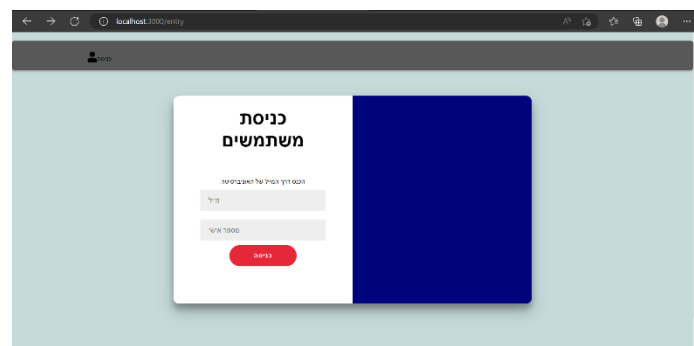 localhost:3000/entry
כניסה
כניסת
משתמשים
הכנס דרך המייל של האוניברסיטה
מייל
מספר אישי
כניסה